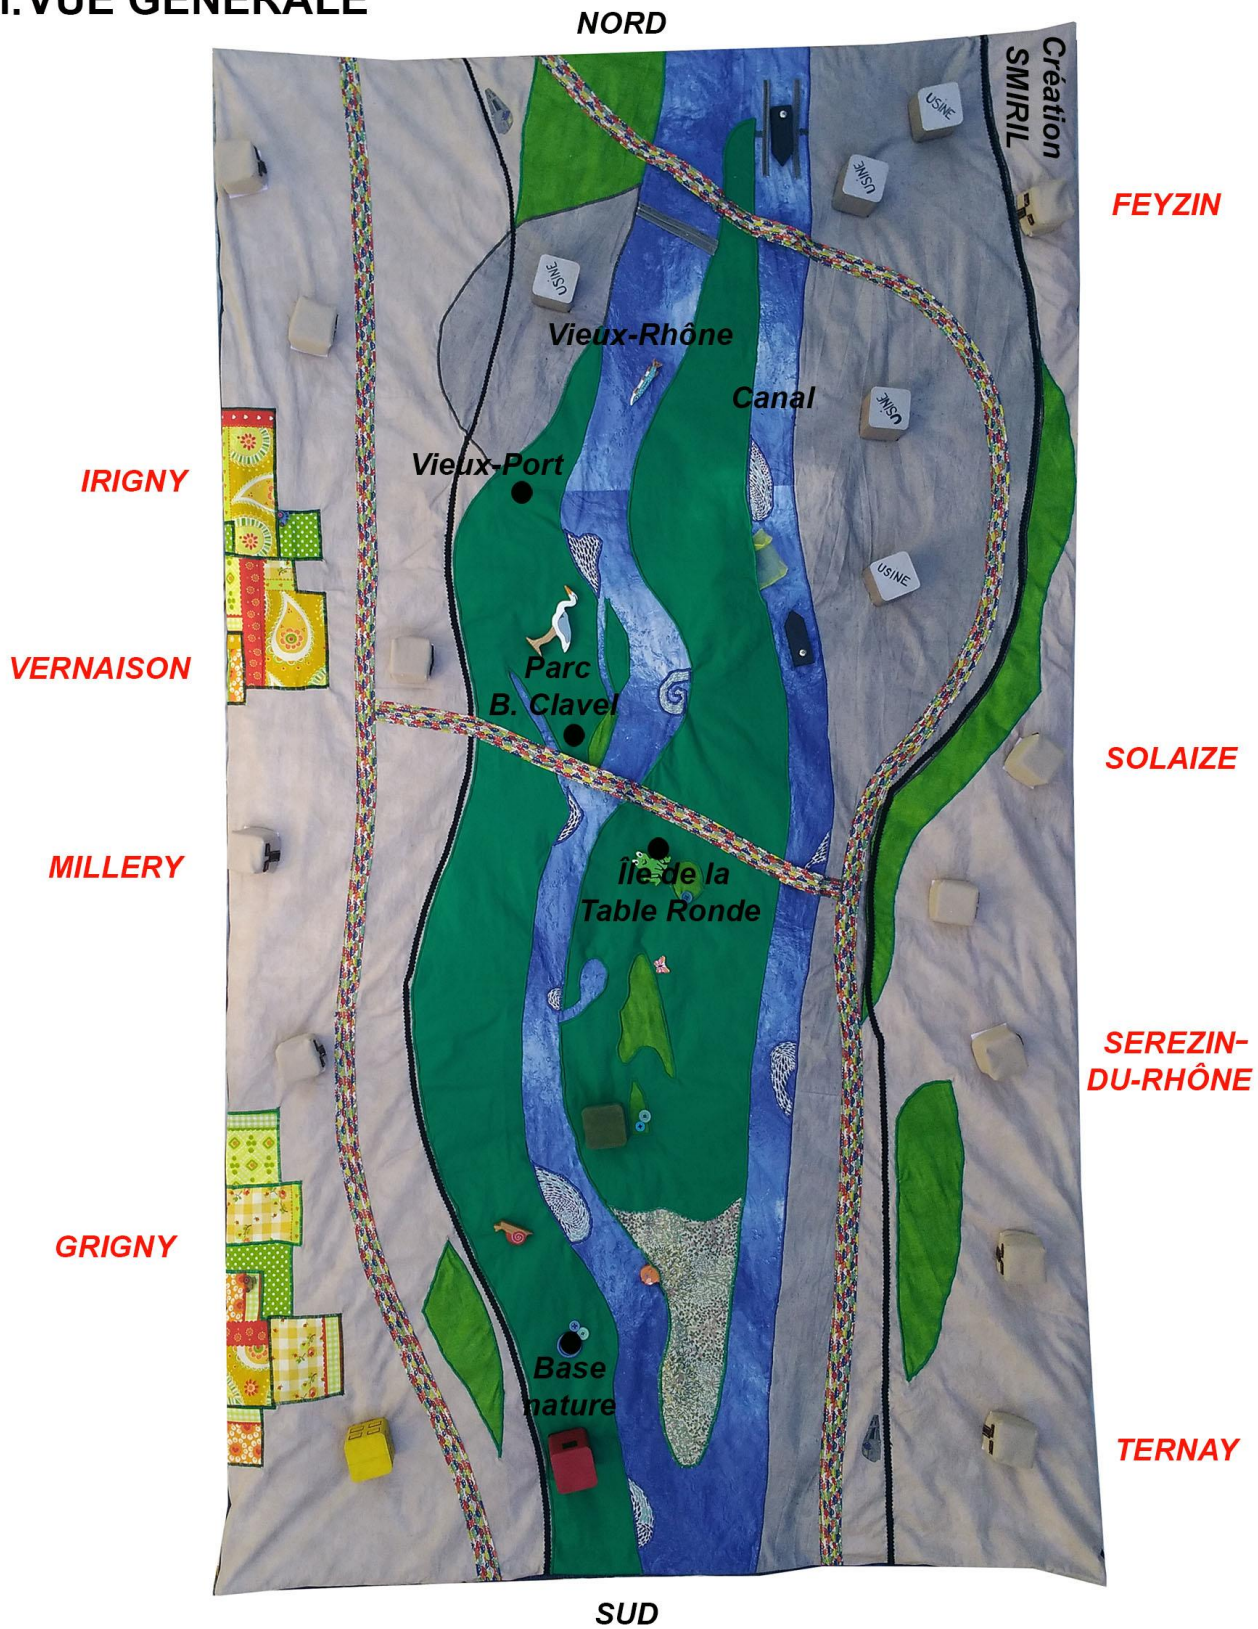 I. VUE GÉNÉRALE
NORD
Création
SMIRIL
USINE
USINE
FEYZIN
USINE
Vieux-Rhône
Canal
USINE
Vieux-Port
IRIGNY
USINE
VERNAISON
Parc
B. Clavel
SOLAIZE
MILLERY
Île de la
Table Ronde
SEREZIN-
DU-RHÔNE
GRIGNY
Base
nature
TERNAY
SUD